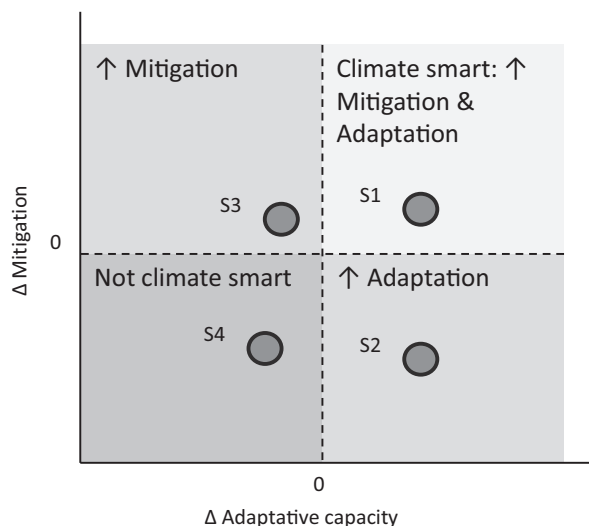 ↑ Mitigation
Climate smart: ↑
Mitigation &
Adaptation
S3
S1
Δ Mitigation
0
Not climate smart
↑ Adaptation
S4
S2
0
Δ Adaptative capacity